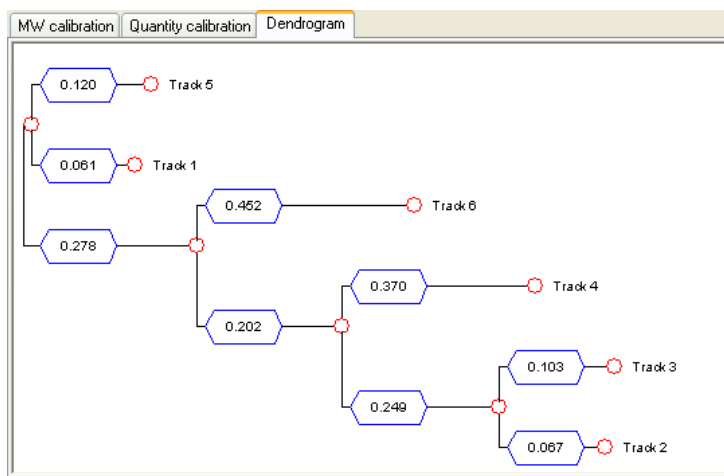 MW calibration Quantity calibration Dendrogram
0.120 Track 5
0.061 Track 1
0.452 Track 6
0.278
0.370 Track 4
0.202
0.103 Track 3
0.249
0.067 Track 2